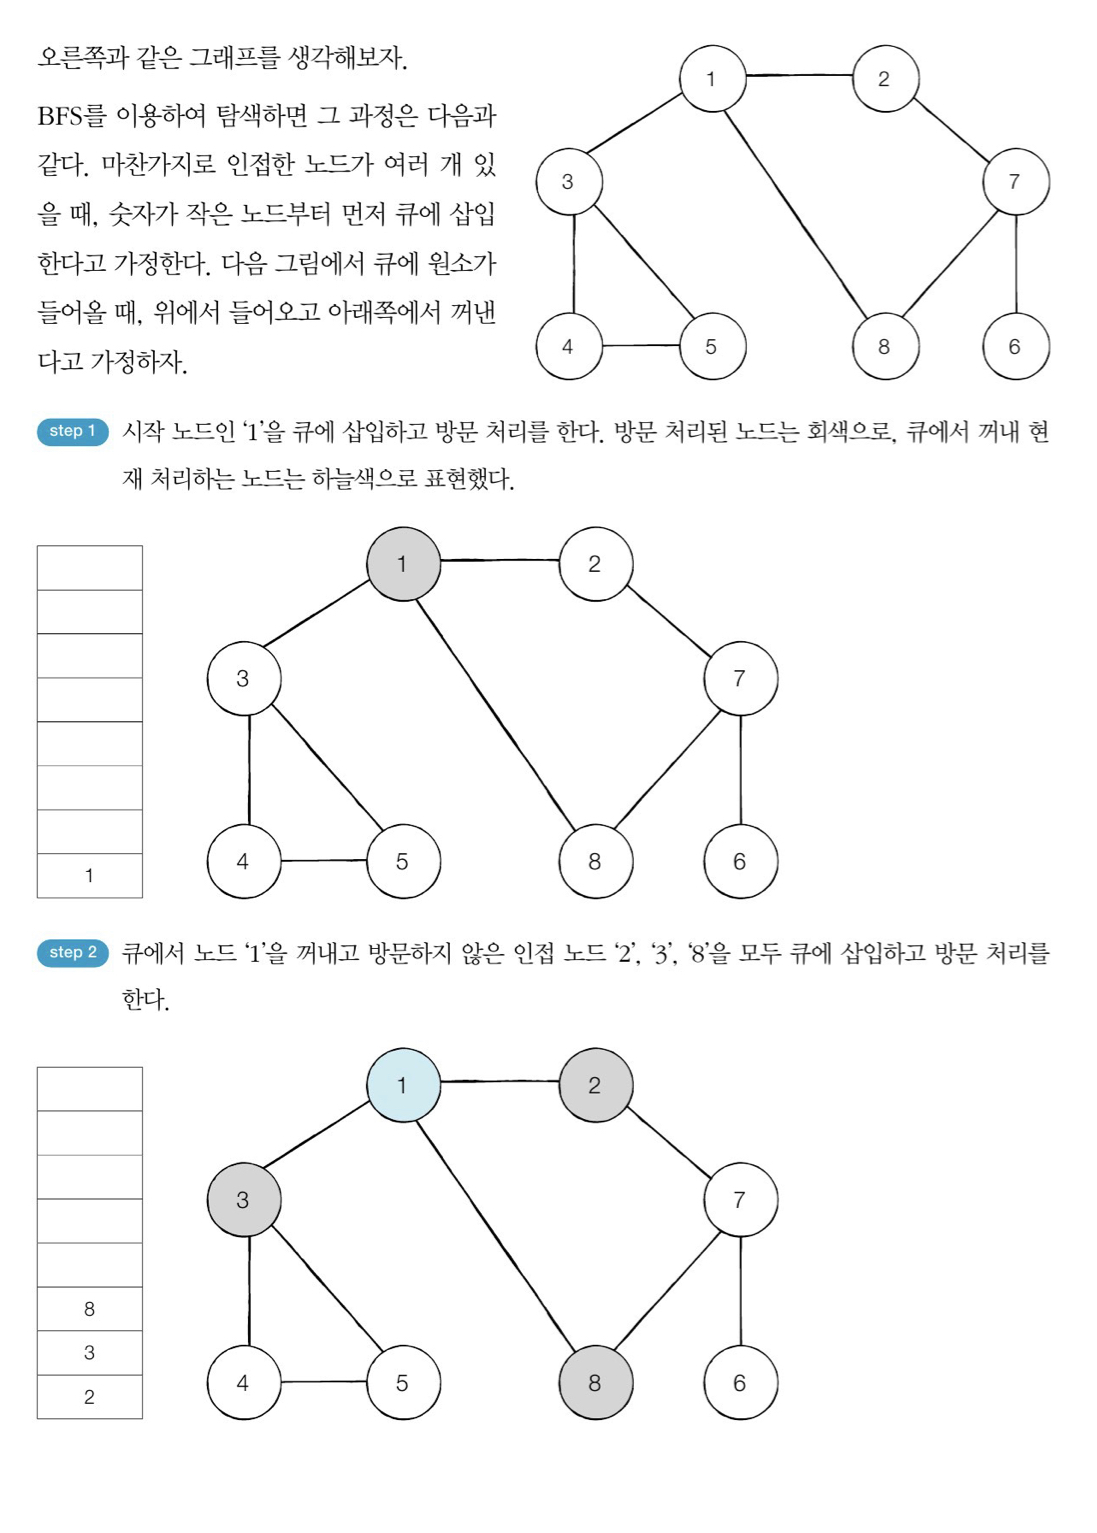 오른쪽과 같은 그래프를 생각해보자.
BFS를 이용하여 탐색하면 그 과정은 다음과
같다. 마찬가지로 인접한 노드가 여러 개 있
을 때, 숫자가 작은 노드부터 먼저 큐에 삽입
한다고 가정한다. 다음 그림에서 큐에 원소가
들어올 때, 위에서 들어오고 아래쪽에서 꺼낸
다고 가정하자.
1 2
3 7
4 5 8 6
step 1 시작 노드인 ‘1’을 큐에 삽입하고 방문 처리를 한다. 방문 처리된 노드는 회색으로, 큐에서 꺼내 현
재 처리하는 노드는 하늘색으로 표현했다.
1 2
3 7
4 5 8 6
1
step 2 큐에서 노드 ‘1’을 꺼내고 방문하지 않은 인접 노드 ‘2’, ‘3’, ‘8’을 모두 큐에 삽입하고 방문 처리를
한다.
1 2
3 7
8
3
2
4 5 8 6